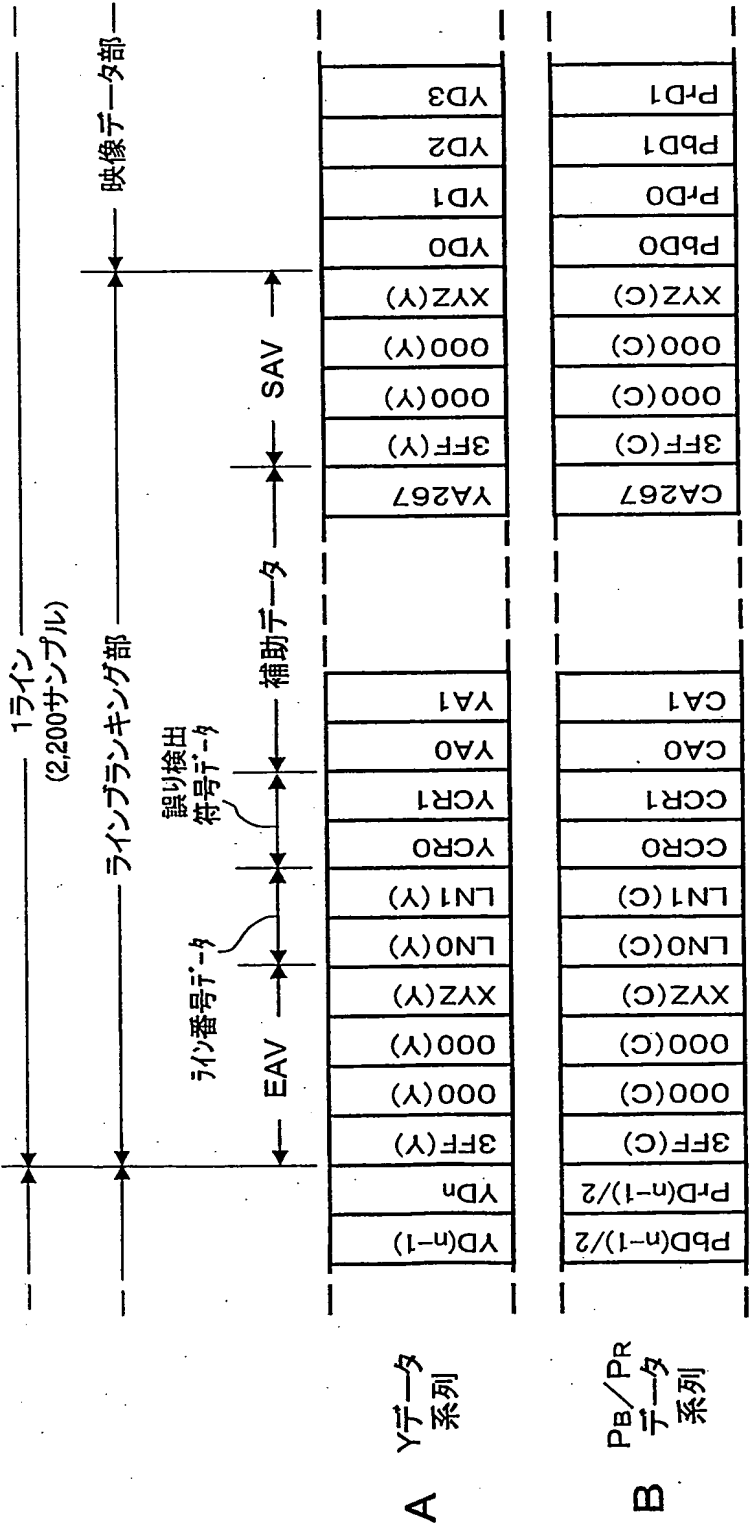 1ライン
(2,200サンプル)
ラインブランキング部
映像データ部
ライン番号データ
誤り検出
符号データ
EAV
補助データ
SAV
A
Yデータ
系列
YD(n-1)
YDn
3FF(Y)
000(Y)
000(Y)
XYZ(Y)
LN0(Y)
LN1(Y)
YCR0
YCR1
YA0
YA1
YA267
3FF(Y)
000(Y)
000(Y)
XYZ(Y)
YD0
YD1
YD2
YD3
B
PB/PR
データ
系列
PbD(n-1)/2
PrD(n-1)/2
3FF(C)
000(C)
000(C)
XYZ(C)
LN0(C)
LN1(C)
CCR0
CCR1
CA0
CA1
CA267
3FF(C)
000(C)
000(C)
XYZ(C)
PbD0
PrD0
PbD1
PrD1